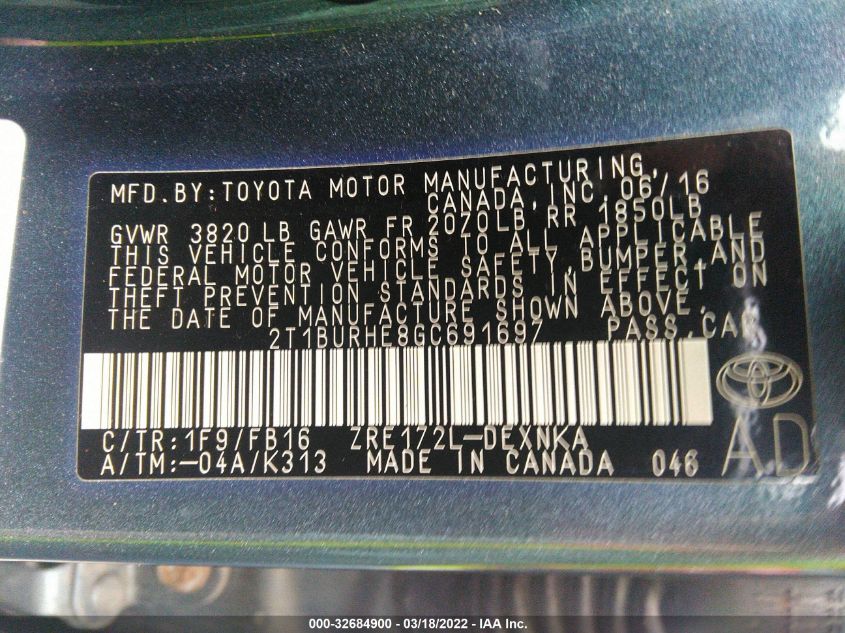 MFD.BY:TOYOTA MOTOR MANUFACTURING,
CANADA, INC. 06/16
GVWR 3820 LB GAWR FR 2070LB RR 1850LB
THIS VEHICLE CONFORMS TO ALL APPLICABLE
FEDERAL MOTOR VEHICLE SAFETY, BUMPER, AND
THEFT PREVENTION STANDARDS IN EFFECT ON
THE DATE OF MANUFACTURE SHOWN ABOVE.
2T1BURHE8GC691697 PASS.CAR
C/TR:1F9/FB16 ZRE172L-DEXNKA
A/TM:-04A/K313 MADE IN CANADA 046
AD
000-32684900 - 03/18/2022 - IAA Inc.